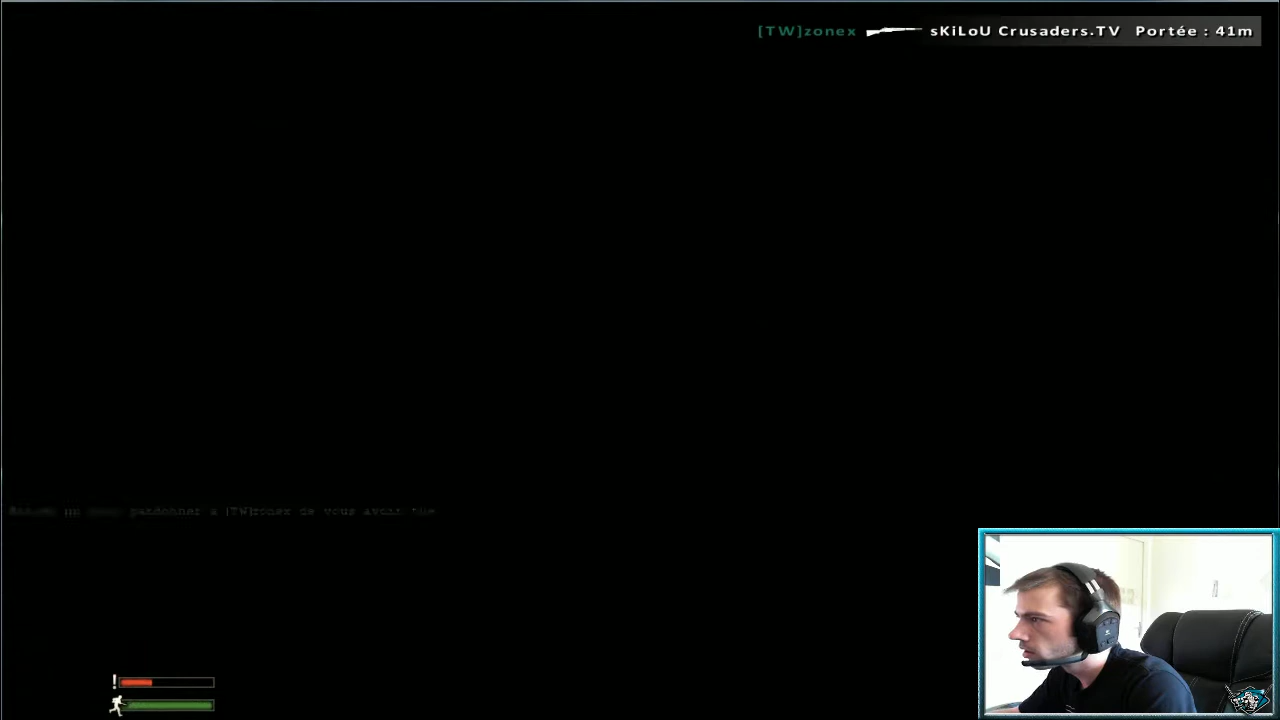 [TW]zonex sKiLoU Crusaders.TV Portée : 41m
pardonner a [TW]zonex de vous avoir tué